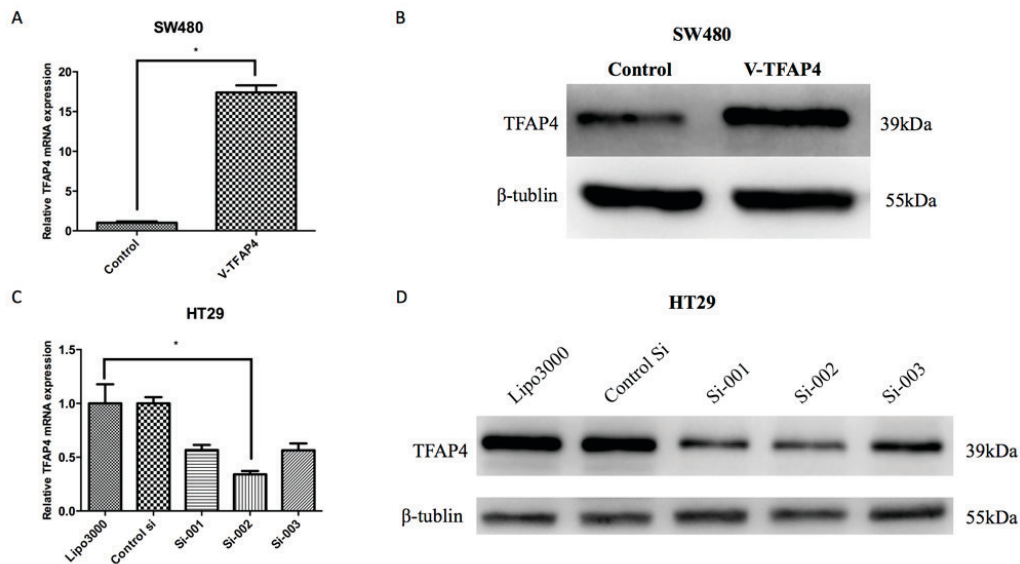 A
SW480
*
Relative TFAP4 mRNA expression
20
15
10
5
0
Control
V-TFAP4
B
SW480
Control V-TFAP4
TFAP4
39kDa
β-tublin
55kDa
C
HT29
*
Relative TFAP4 mRNA expression
1.5
1.0
0.5
0.0
Lipo3000
Control si
Si-001
Si-002
Si-003
D
HT29
Lipo3000 Control Si Si-001 Si-002 Si-003
TFAP4
39kDa
β-tublin
55kDa